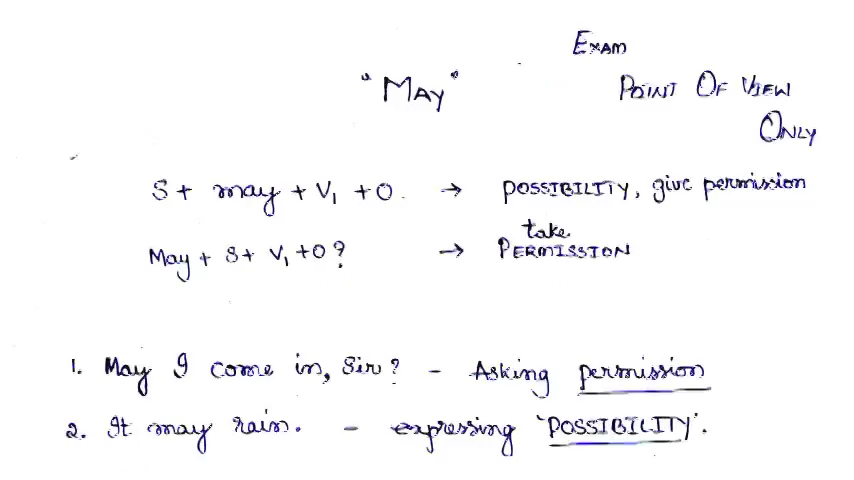 Exam
"May"
Point Of View
Only
S + may + V₁ + O. → POSSIBILITY, give permission
take
May + S + V₁ + O? → PERMISSION
1. May I come in, Sir? - Asking permission
2. It may rain. - expressing 'POSSIBILITY'.